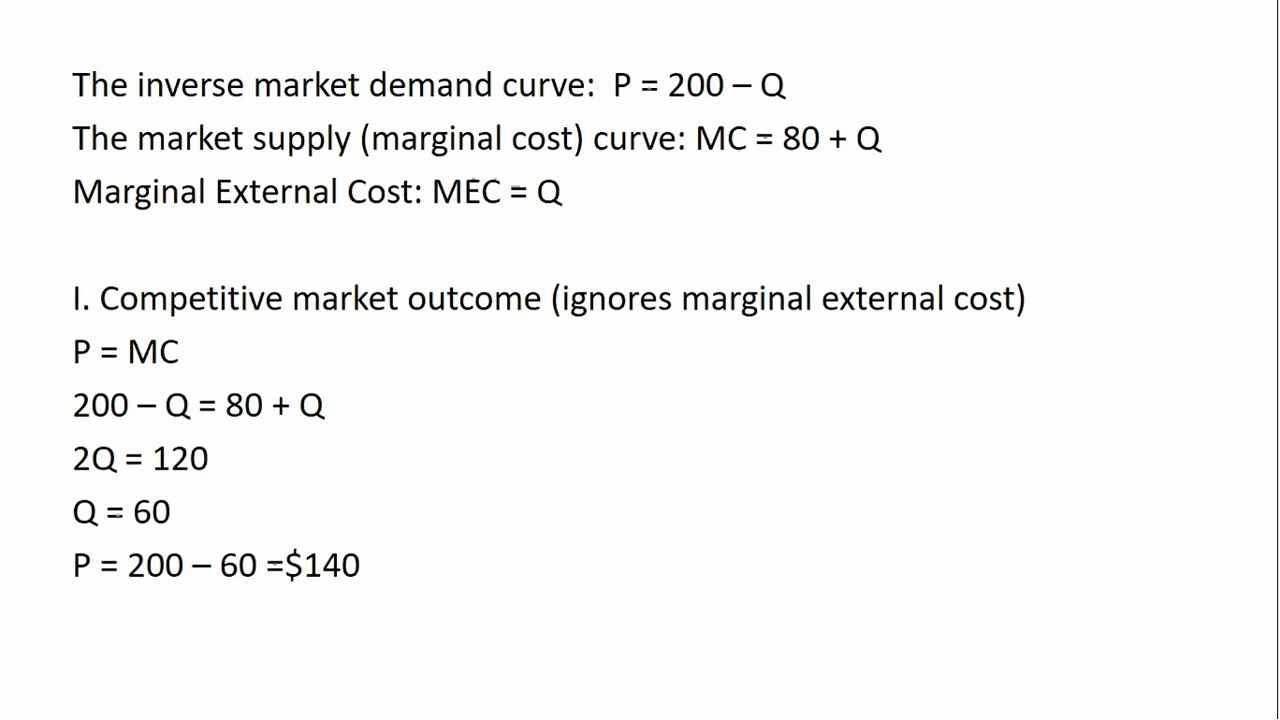 The inverse market demand curve:  P = 200 – Q
The market supply (marginal cost) curve: MC = 80 + Q
Marginal External Cost: MEC = Q
I. Competitive market outcome (ignores marginal external cost)
P = MC
200 – Q = 80 + Q
2Q = 120
Q = 60
P = 200 – 60 =$140